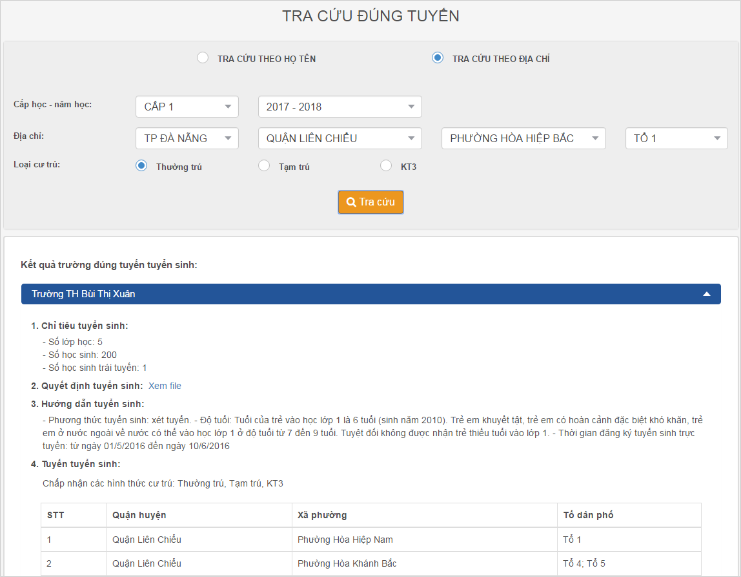 TRA CỨU ĐÚNG TUYẾN
TRA CỨU THEO HỌ TÊN TRA CỨU THEO ĐỊA CHỈ
Cấp học - năm học: CẤP 1 2017 - 2018
Địa chỉ: TP ĐÀ NẴNG QUẬN LIÊN CHIỂU PHƯỜNG HÒA HIỆP BẮC TỔ 1
Loại cư trú: Thường trú Tạm trú KT3
Tra cứu
Kết quả trường đúng tuyến tuyển sinh:
Trường TH Bùi Thị Xuân
1. Chỉ tiêu tuyển sinh:
- Số lớp học: 5
- Số học sinh: 200
- Số học sinh trái tuyến: 1
2. Quyết định tuyển sinh: Xem file
3. Hướng dẫn tuyển sinh:
- Phương thức tuyển sinh: xét tuyển. - Độ tuổi: Tuổi của trẻ vào học lớp 1 là 6 tuổi (sinh năm 2010). Trẻ em khuyết tật, trẻ em có hoàn cảnh đặc biệt khó khăn, trẻ
em ở nước ngoài về nước có thể vào học lớp 1 ở độ tuổi từ 7 đến 9 tuổi. Tuyệt đối không được nhận trẻ thiếu tuổi vào lớp 1. - Thời gian đăng ký tuyển sinh trực
tuyến: từ ngày 01/5/2016 đến ngày 10/6/2016
4. Tuyến tuyển sinh:
Chấp nhận các hình thức cư trú: Thường trú, Tạm trú, KT3
STT Quận huyện Xã phường Tổ dân phố
1 Quận Liên Chiểu Phường Hòa Hiệp Nam Tổ 1
2 Quận Liên Chiểu Phường Hòa Khánh Bắc Tổ 4; Tổ 5